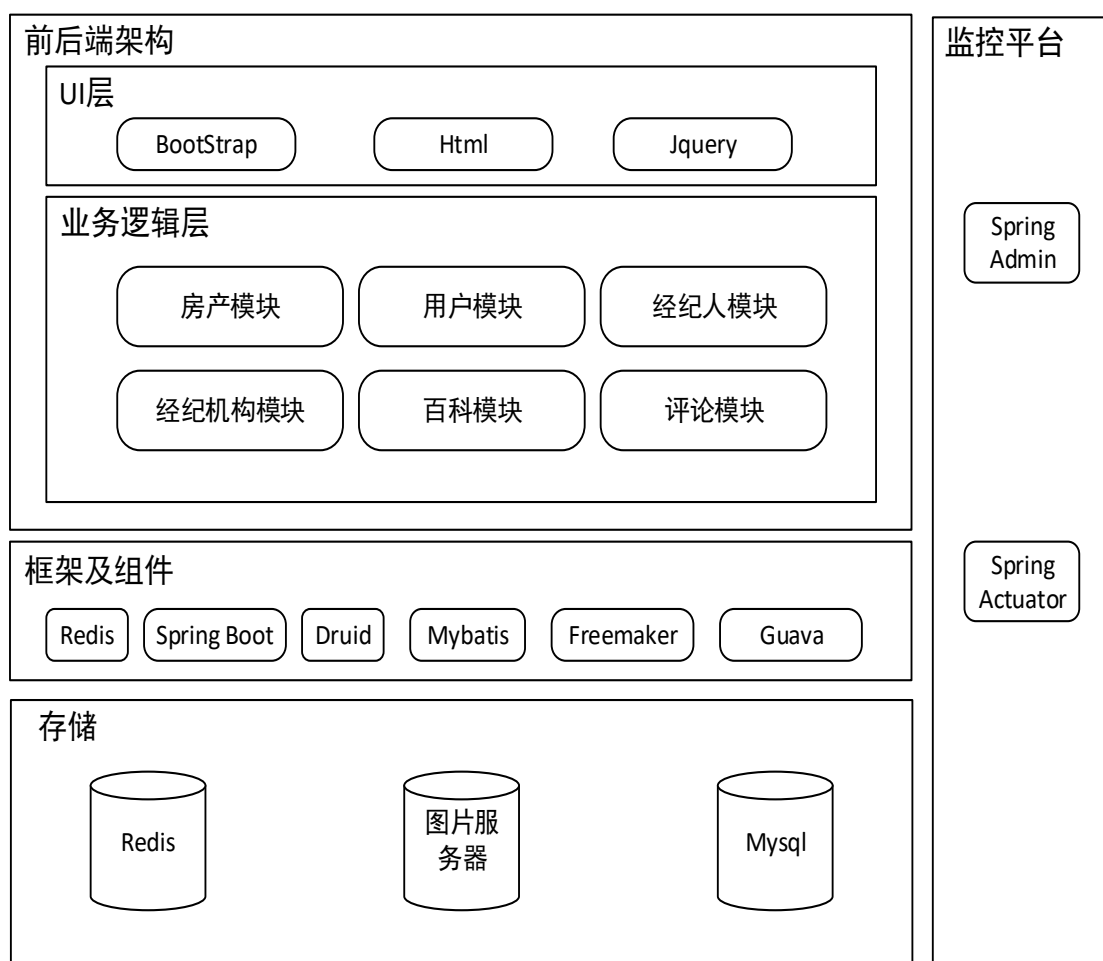 前后端架构
UI层
BootStrap
Html
Jquery
业务逻辑层
房产模块
用户模块
经纪人模块
经纪机构模块
百科模块
评论模块
框架及组件
Redis
Spring Boot
Druid
Mybatis
Freemaker
Guava
存储
Redis
图片服
务器
Mysql
监控平台
Spring
Admin
Spring
Actuator